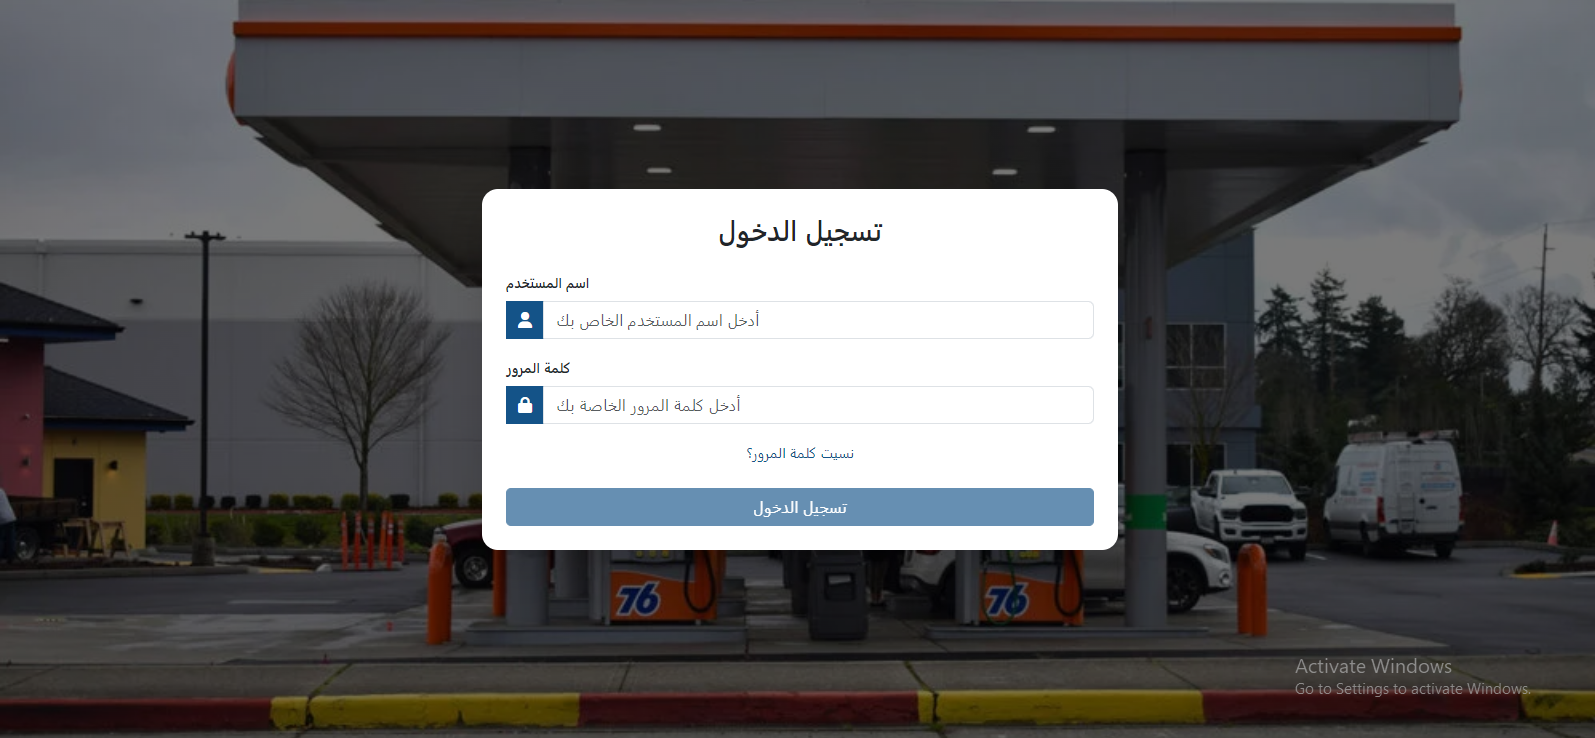 تسجيل الدخول
اسم المستخدم
أدخل اسم المستخدم الخاص بك
كلمة المرور
أدخل كلمة المرور الخاصة بك
نسيت كلمة المرور؟
تسجيل الدخول
76
76
Activate Windows
Go to Settings to activate Windows.